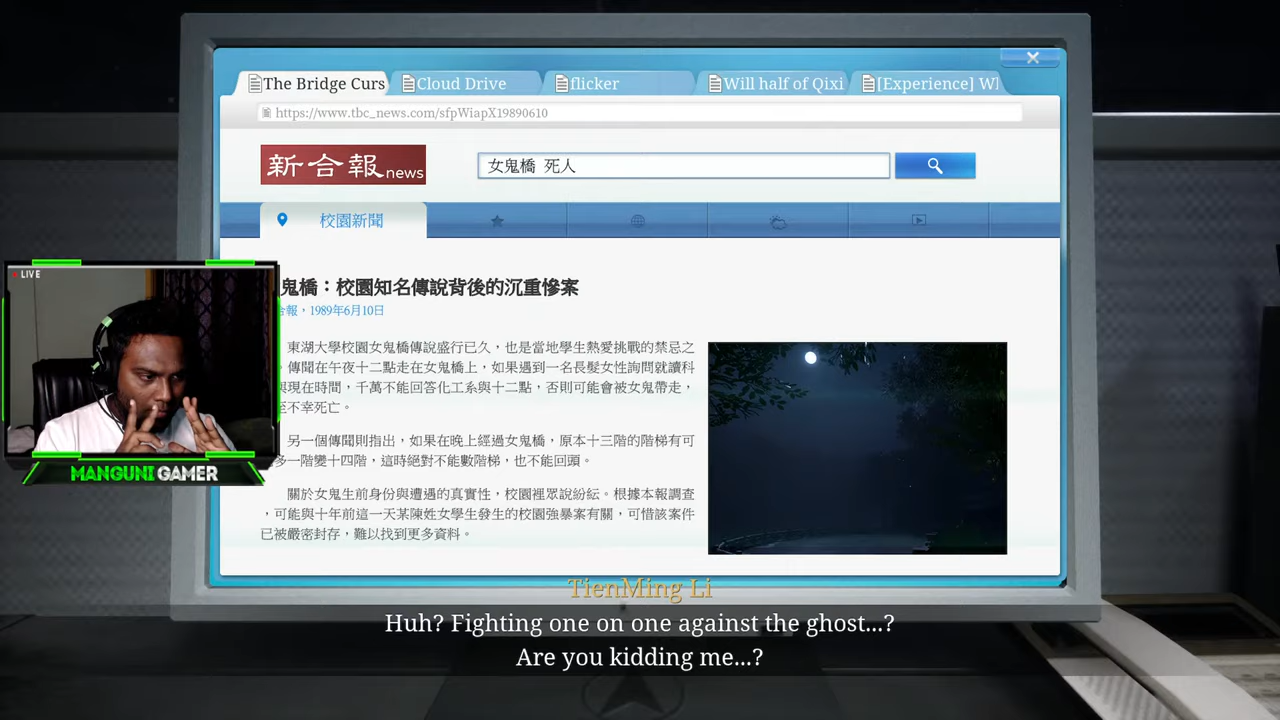 The Bridge Curs
Cloud Drive
flicker
Will half of Qixi
[Experience] Wh
https://www.tbc_news.com/sfpWiapX19890610
新合報news
女鬼橋 死人
校園新聞
鬼橋：校園知名傳說背後的沉重慘案
合報，1989年6月10日
東湖大學校園女鬼橋傳說盛行已久，也是當地學生熱愛挑戰的禁忌之
。傳聞在午夜十二點走在女鬼橋上，如果遇到一名長髮女性詢問就讀科
與現在時間，千萬不能回答化工系與十二點，否則可能會被女鬼帶走，
至不幸死亡。
另一個傳聞則指出，如果在晚上經過女鬼橋，原本十三階的階梯有可
多一階變十四階，這時絕對不能數階梯，也不能回頭。
關於女鬼生前身份與遭遇的真實性，校園裡眾說紛紜。根據本報調查
，可能與十年前這一天某陳姓女學生發生的校園強暴案有關，可惜該案件
已被嚴密封存，難以找到更多資料。
LIVE
MANGUNI GAMER
TienMing Li
Huh? Fighting one on one against the ghost...?
Are you kidding me...?